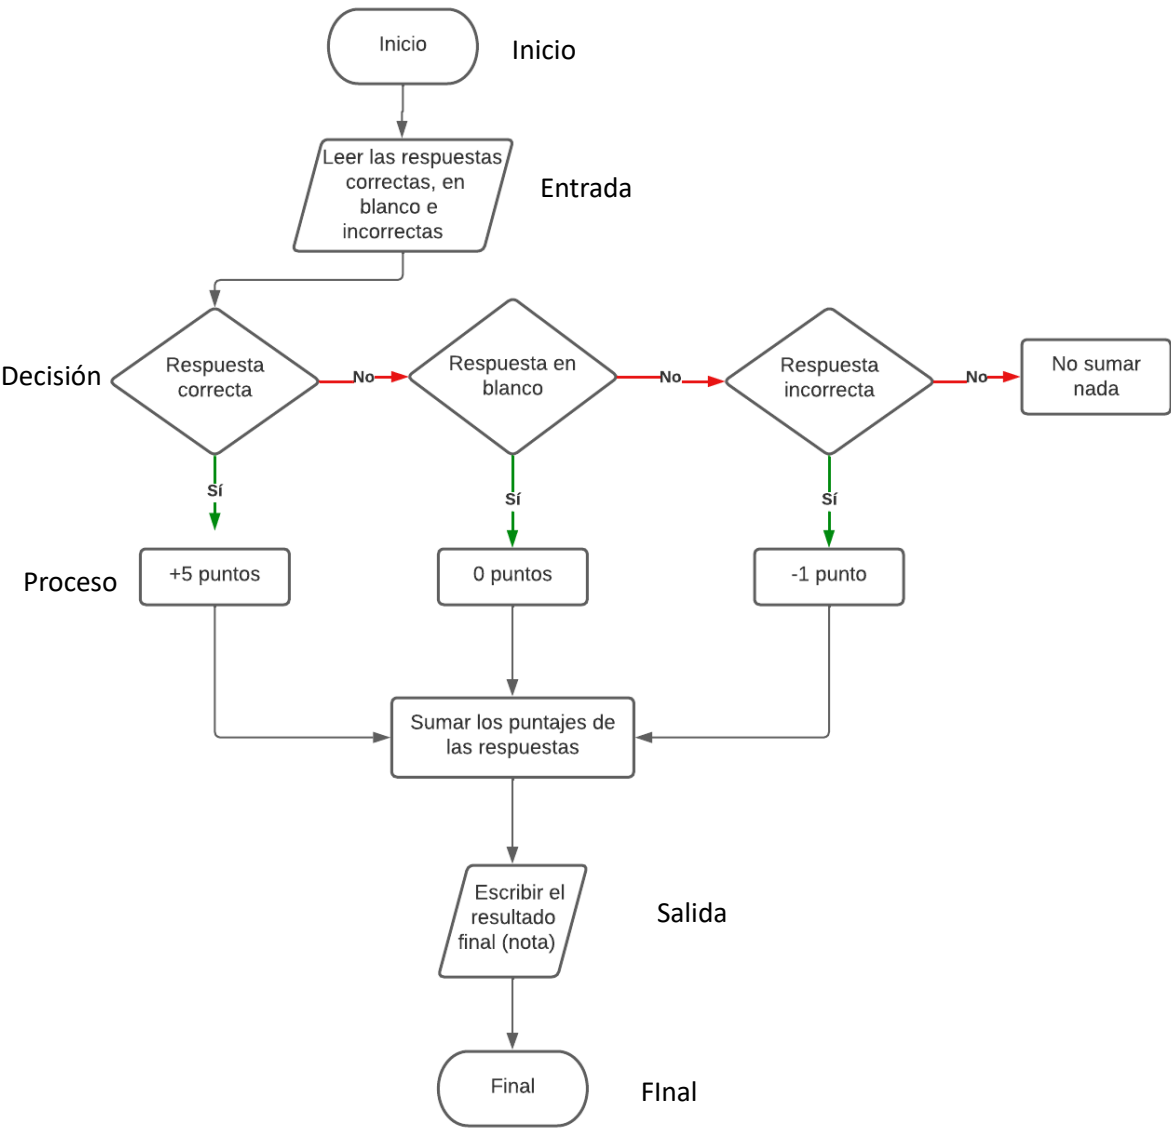 Inicio
Inicio
Leer las respuestas
correctas, en
blanco e
incorrectas
Entrada
Decisión
Respuesta
correcta
No
Respuesta en
blanco
No
Respuesta
incorrecta
No
No sumar
nada
Sí
Sí
Sí
Proceso
+5 puntos
0 puntos
-1 punto
Sumar los puntajes de
las respuestas
Escribir el
resultado
final (nota)
Salida
Final
FInal